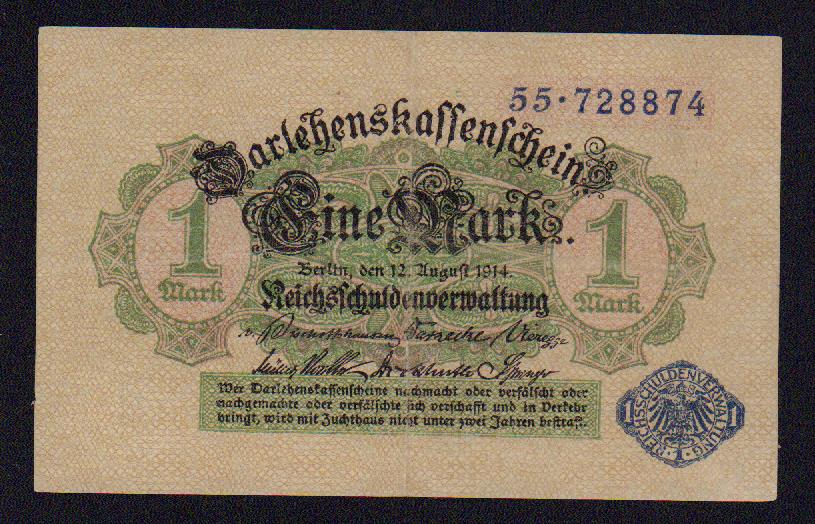 55·728874
Darlehenskassenschein
Eine Mark.
1 Mark
1 Mark
Berlin, den 12. August 1914.
Reichsschuldenverwaltung
Wer Darlehenskassenscheine nachmacht oder verfälscht oder
nachgemachte oder verfälschte sich verschafft und in Verkehr
bringt, wird mit Zuchthaus nicht unter zwei Jahren bestraft.
REICHSSCHULDENVERWALTUNG
1 1
·1·